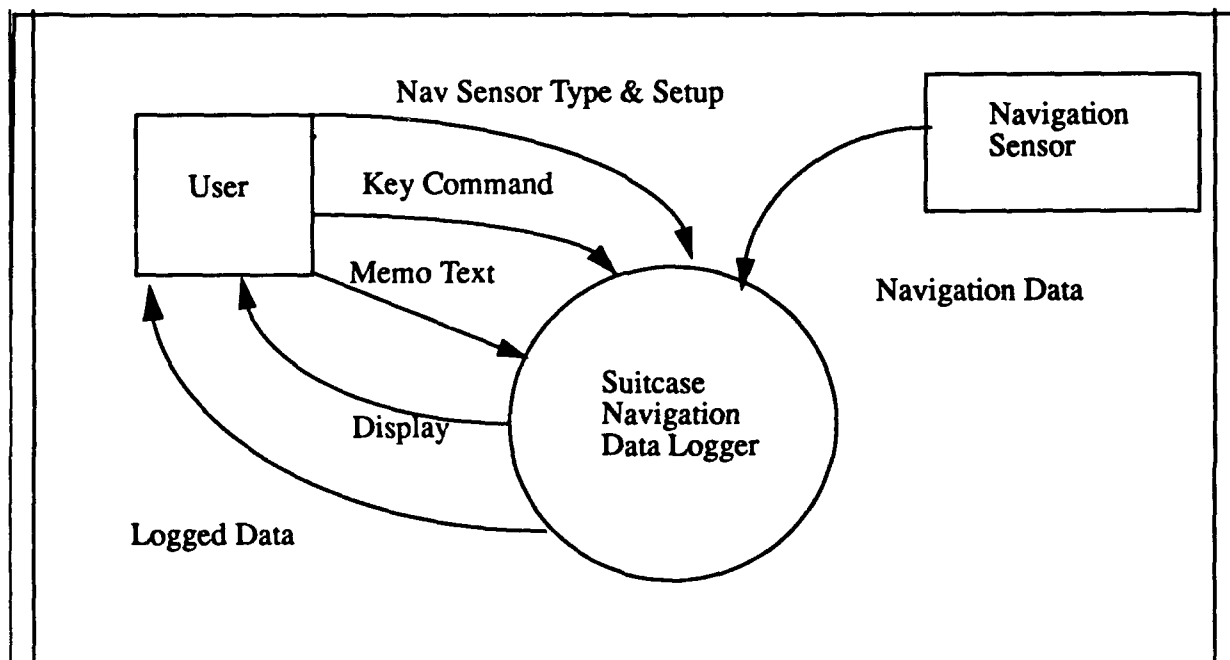 Nav Sensor Type & Setup
Navigation
Sensor
User
Key Command
Memo Text
Navigation Data
Suitcase
Navigation
Data Logger
Display
Logged Data